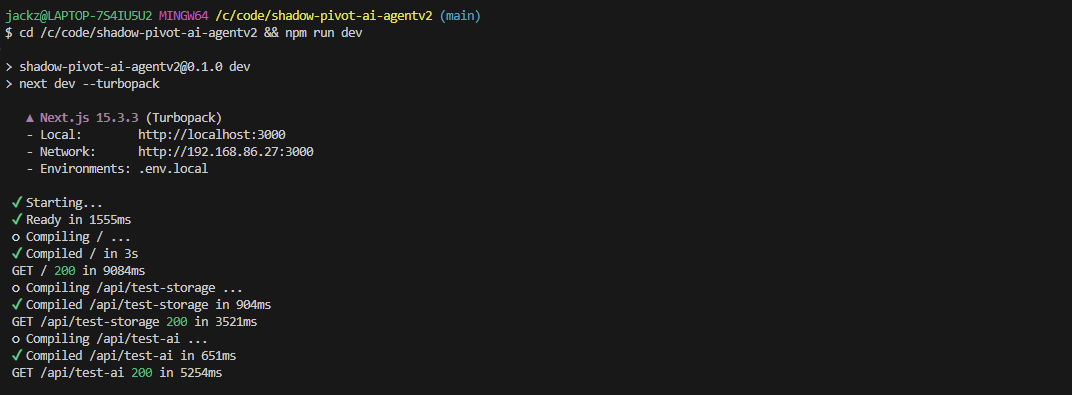 jackz@LAPTOP-7S4IU5U2 MINGW64 /c/code/shadow-pivot-ai-agentv2 (main)
$ cd /c/code/shadow-pivot-ai-agentv2 && npm run dev
> shadow-pivot-ai-agentv2@0.1.0 dev
> next dev --turbopack
▲ Next.js 15.3.3 (Turbopack)
- Local: http://localhost:3000
- Network: http://192.168.86.27:3000
- Environments: .env.local
✓ Starting...
✓ Ready in 1555ms
○ Compiling / ...
✓ Compiled / in 3s
GET / 200 in 9084ms
○ Compiling /api/test-storage ...
✓ Compiled /api/test-storage in 904ms
GET /api/test-storage 200 in 3521ms
○ Compiling /api/test-ai ...
✓ Compiled /api/test-ai in 651ms
GET /api/test-ai 200 in 5254ms